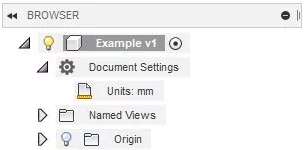 BROWSER
Example v1
Document Settings
Units: mm
Named Views
Origin